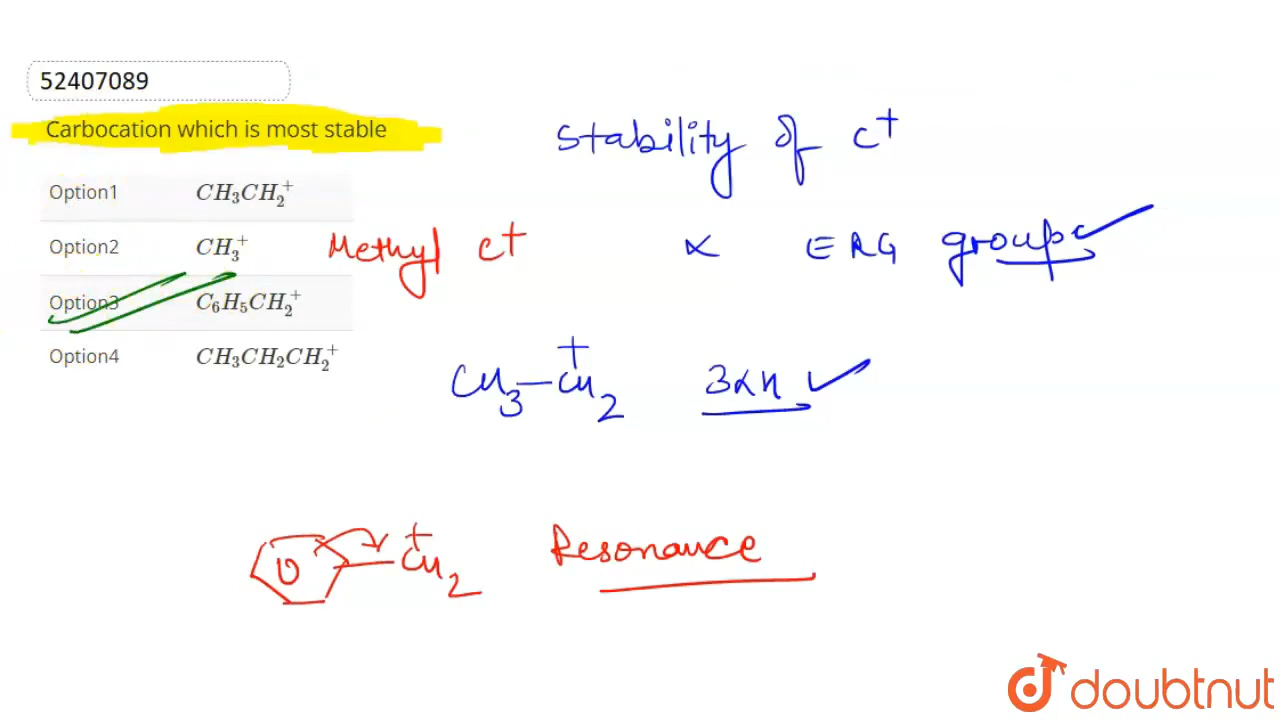 52407089
Carbocation which is most stable
Option1 CH₃CH₂⁺
Option2 CH₃⁺
Option3 C₆H₅CH₂⁺
Option4 CH₃CH₂CH₂⁺
Stability of C⁺
∝ ERG groups
Methyl C⁺
CH₃—CH₂⁺ 3αH
CH₂⁺ Resonance
doubtnut